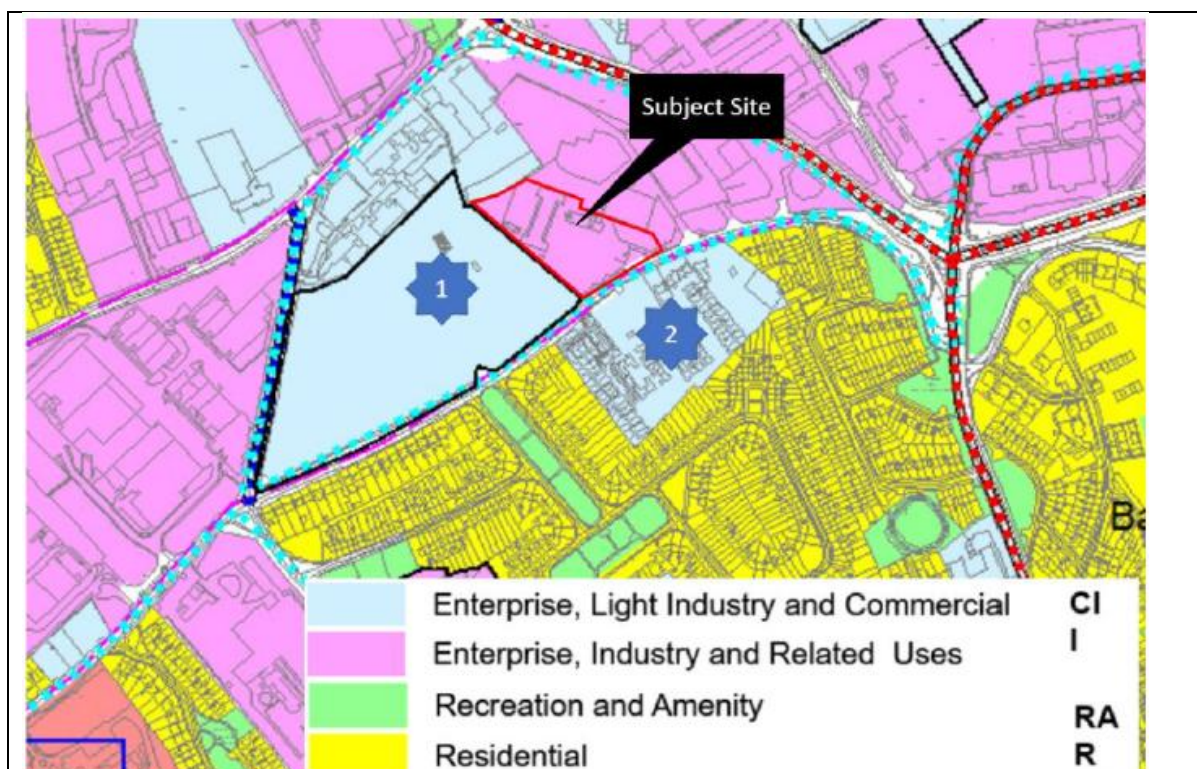 Subject Site
1
2
Ba
Enterprise, Light Industry and Commercial CI
Enterprise, Industry and Related Uses I
Recreation and Amenity RA
Residential R